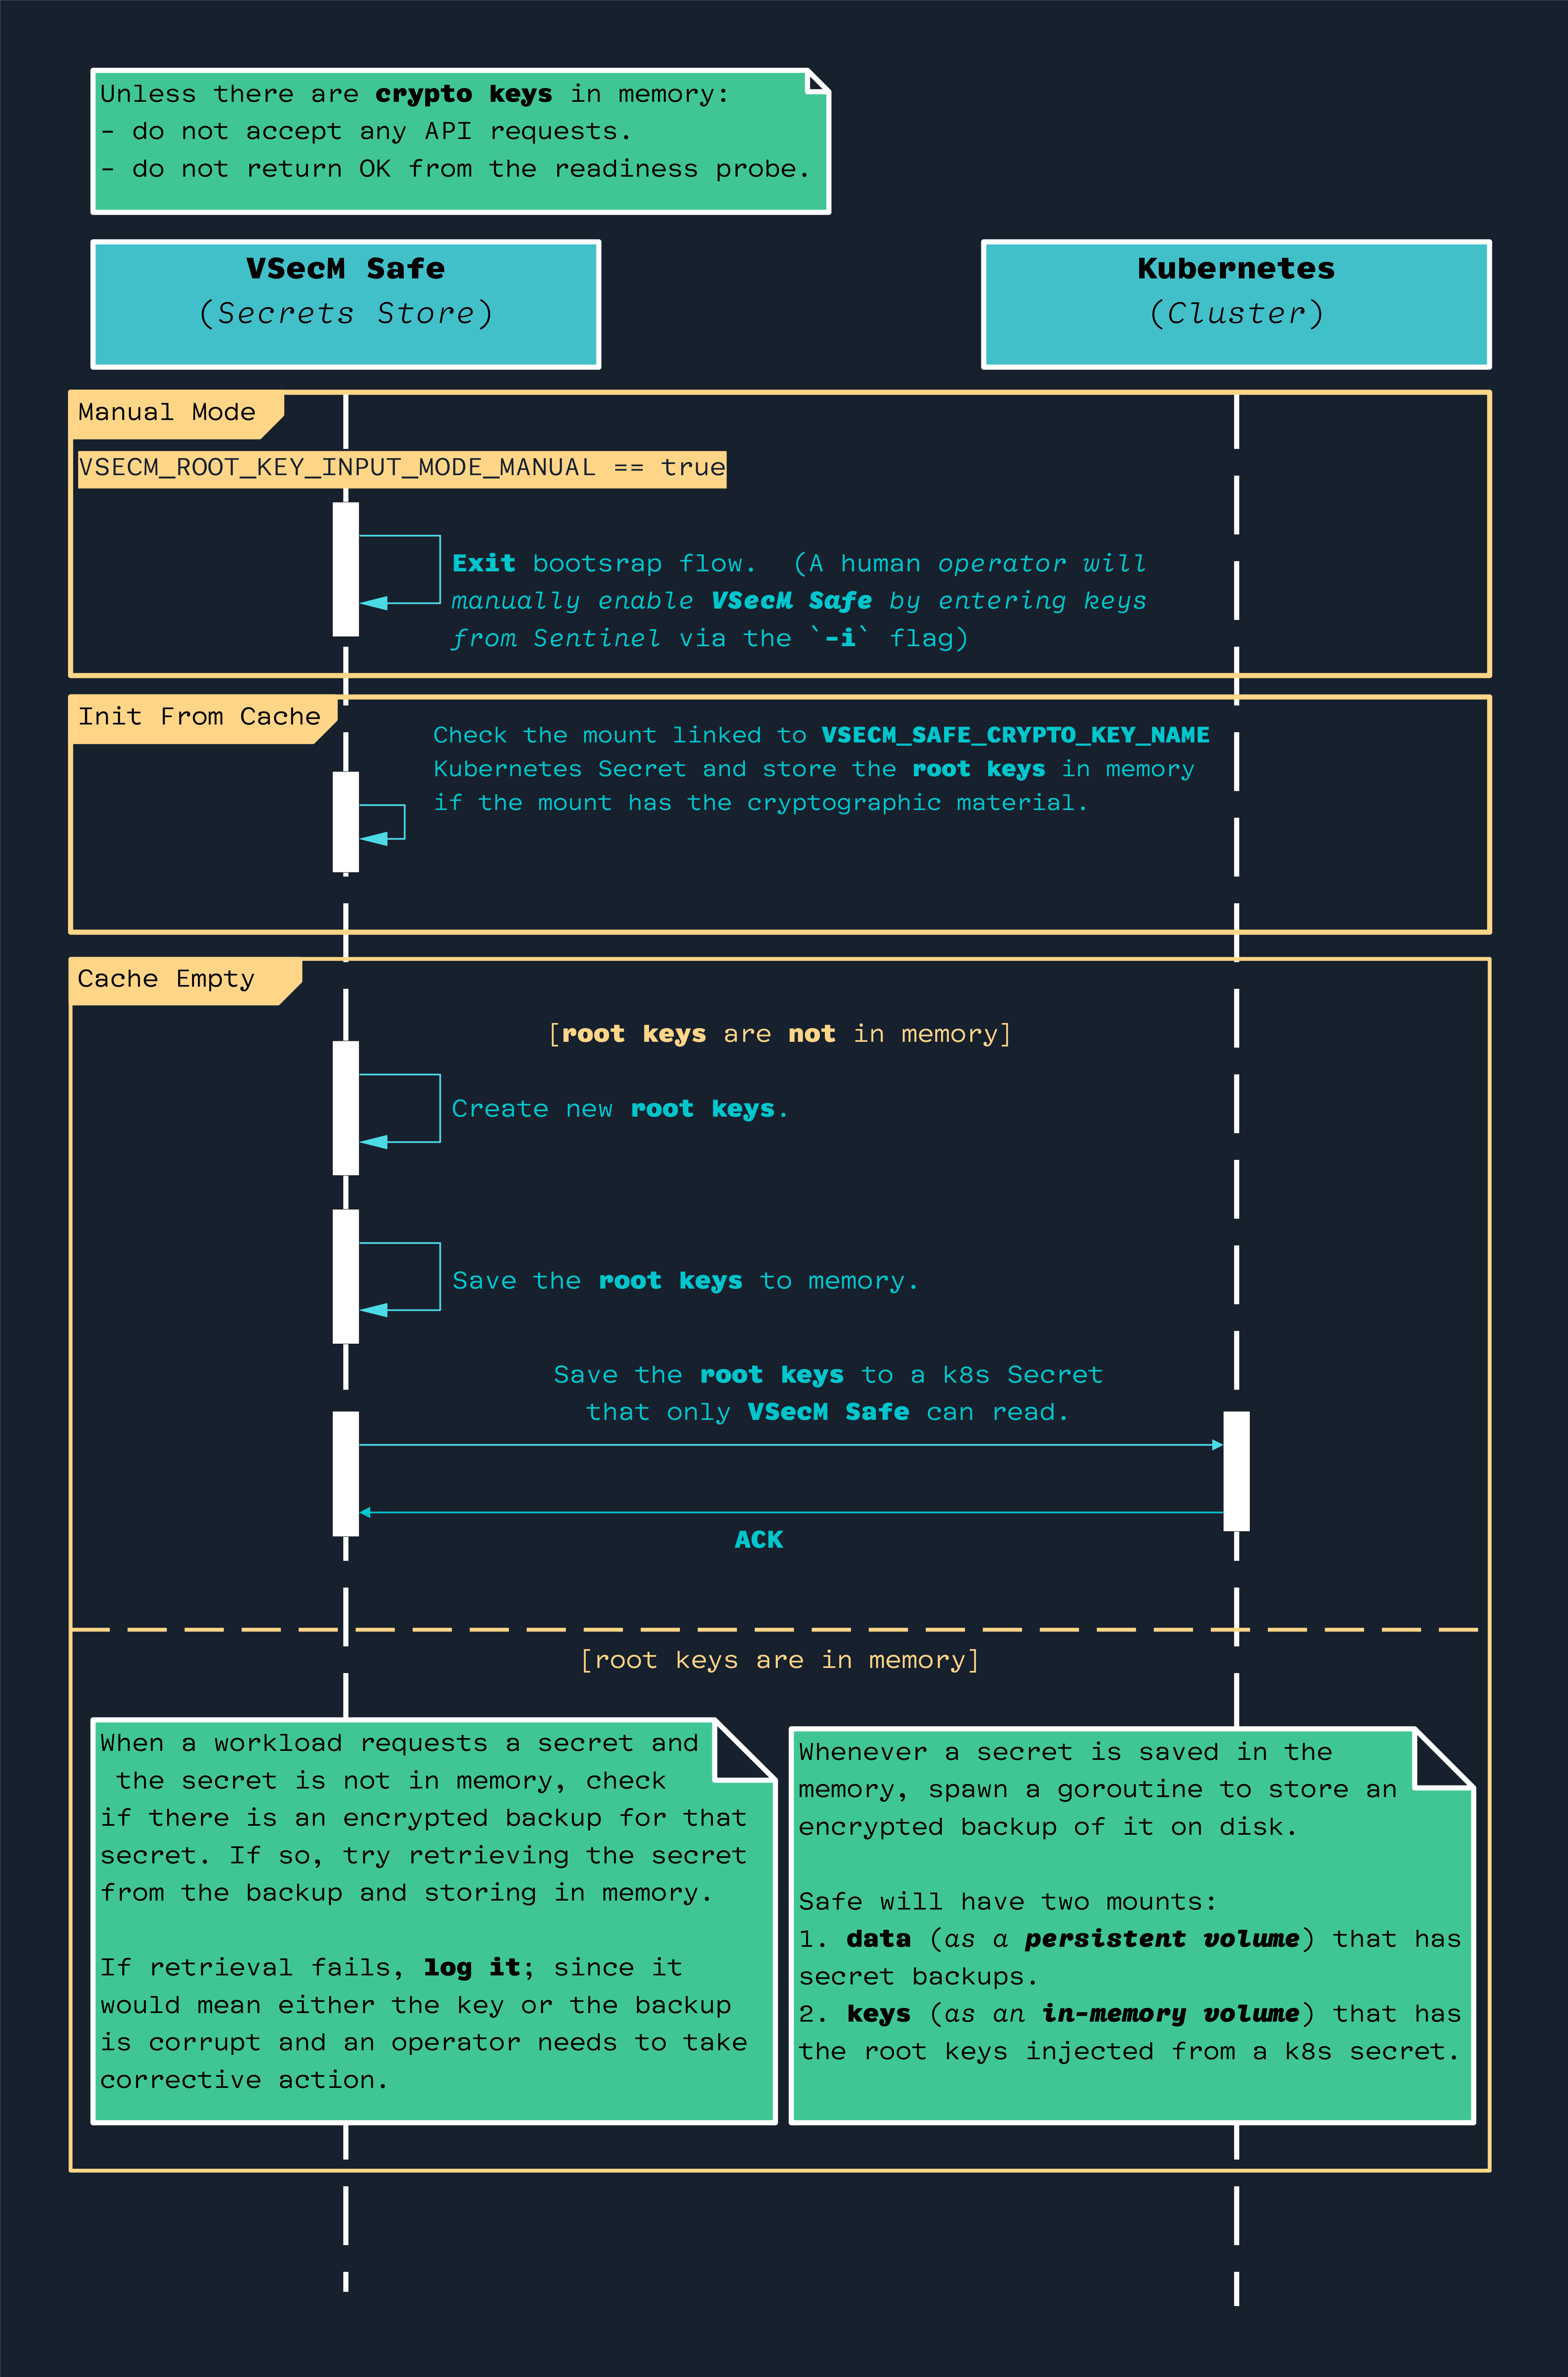 Unless there are crypto keys in memory:
- do not accept any API requests.
- do not return OK from the readiness probe.
VSecM Safe
(Secrets Store)
Kubernetes
(Cluster)
Manual Mode
VSECM_ROOT_KEY_INPUT_MODE_MANUAL == true
Exit bootsrap flow.  (A human operator will
manually enable VSecM Safe by entering keys
from Sentinel via the `-i` flag)
Init From Cache
Check the mount linked to VSECM_SAFE_CRYPTO_KEY_NAME
Kubernetes Secret and store the root keys in memory
if the mount has the cryptographic material.
Cache Empty
[root keys are not in memory]
Create new root keys.
Save the root keys to memory.
Save the root keys to a k8s Secret
that only VSecM Safe can read.
ACK
[root keys are in memory]
When a workload requests a secret and
the secret is not in memory, check
if there is an encrypted backup for that
secret. If so, try retrieving the secret
from the backup and storing in memory.
If retrieval fails, log it; since it
would mean either the key or the backup
is corrupt and an operator needs to take
corrective action.
Whenever a secret is saved in the
memory, spawn a goroutine to store an
encrypted backup of it on disk.
Safe will have two mounts:
1. data (as a persistent volume) that has
secret backups.
2. keys (as an in-memory volume) that has
the root keys injected from a k8s secret.